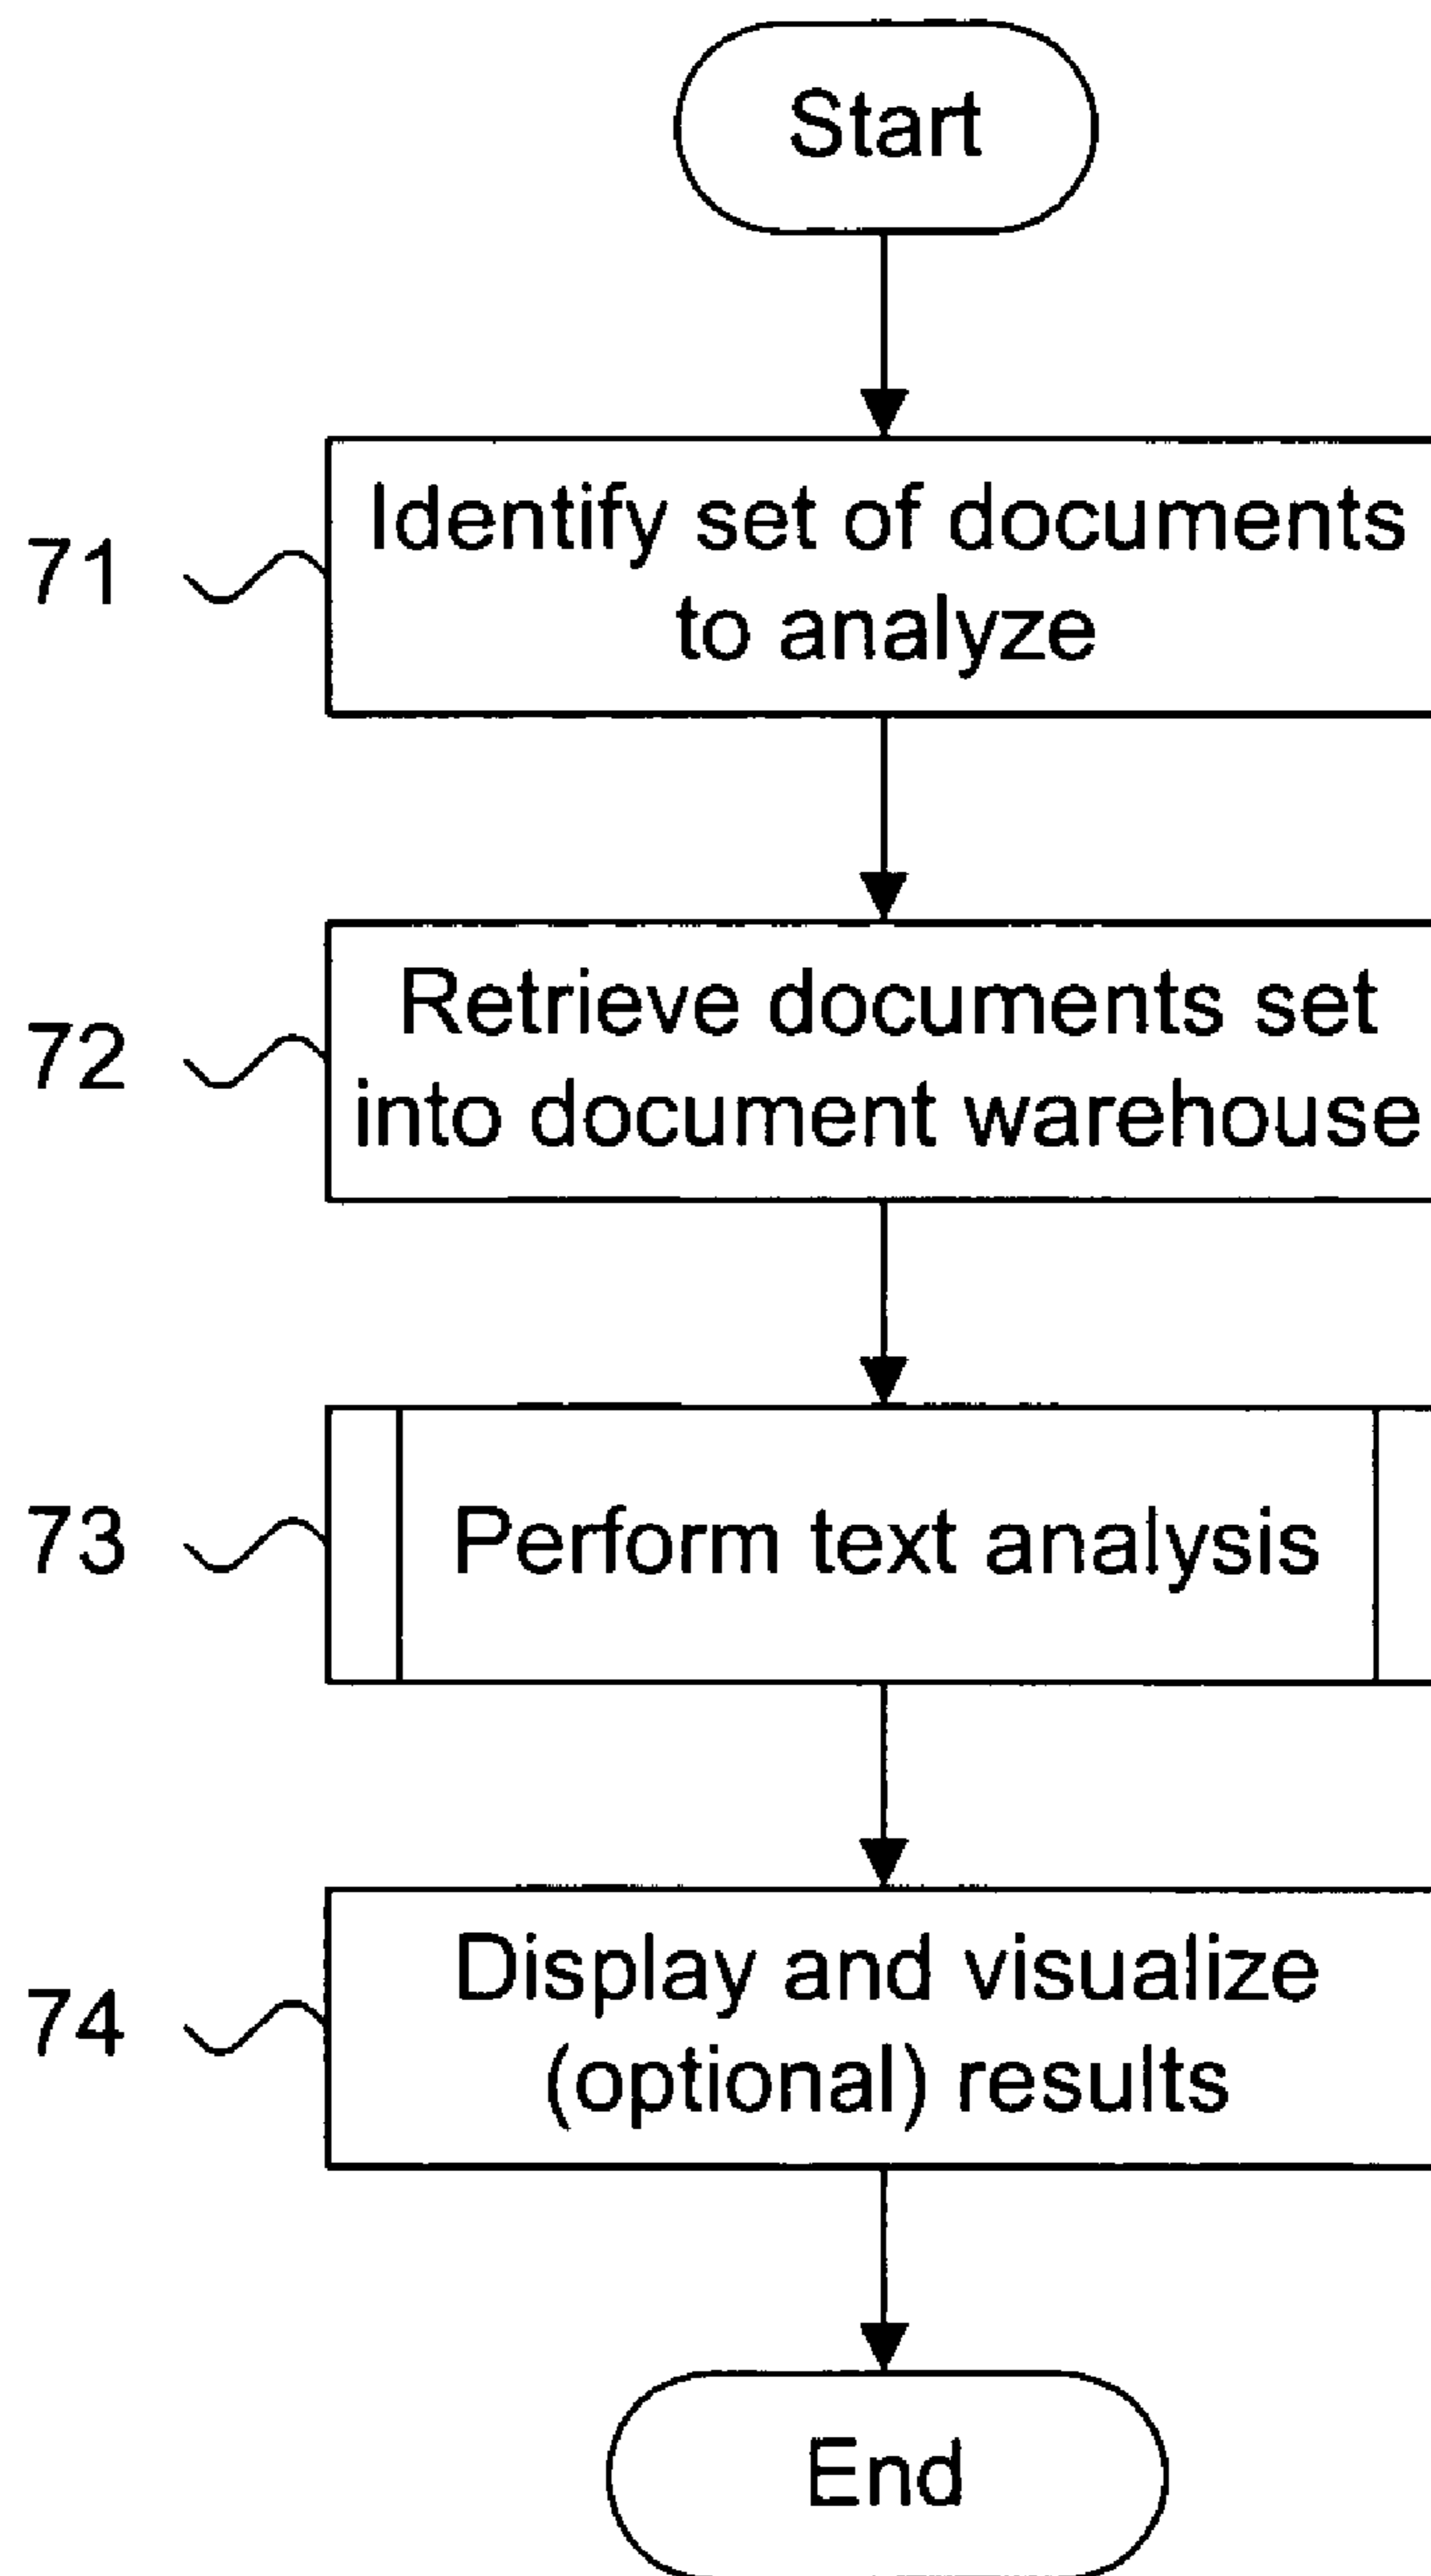 Start
71
Identify set of documents
to analyze
72
Retrieve documents set
into document warehouse
73
Perform text analysis
74
Display and visualize
(optional) results
End